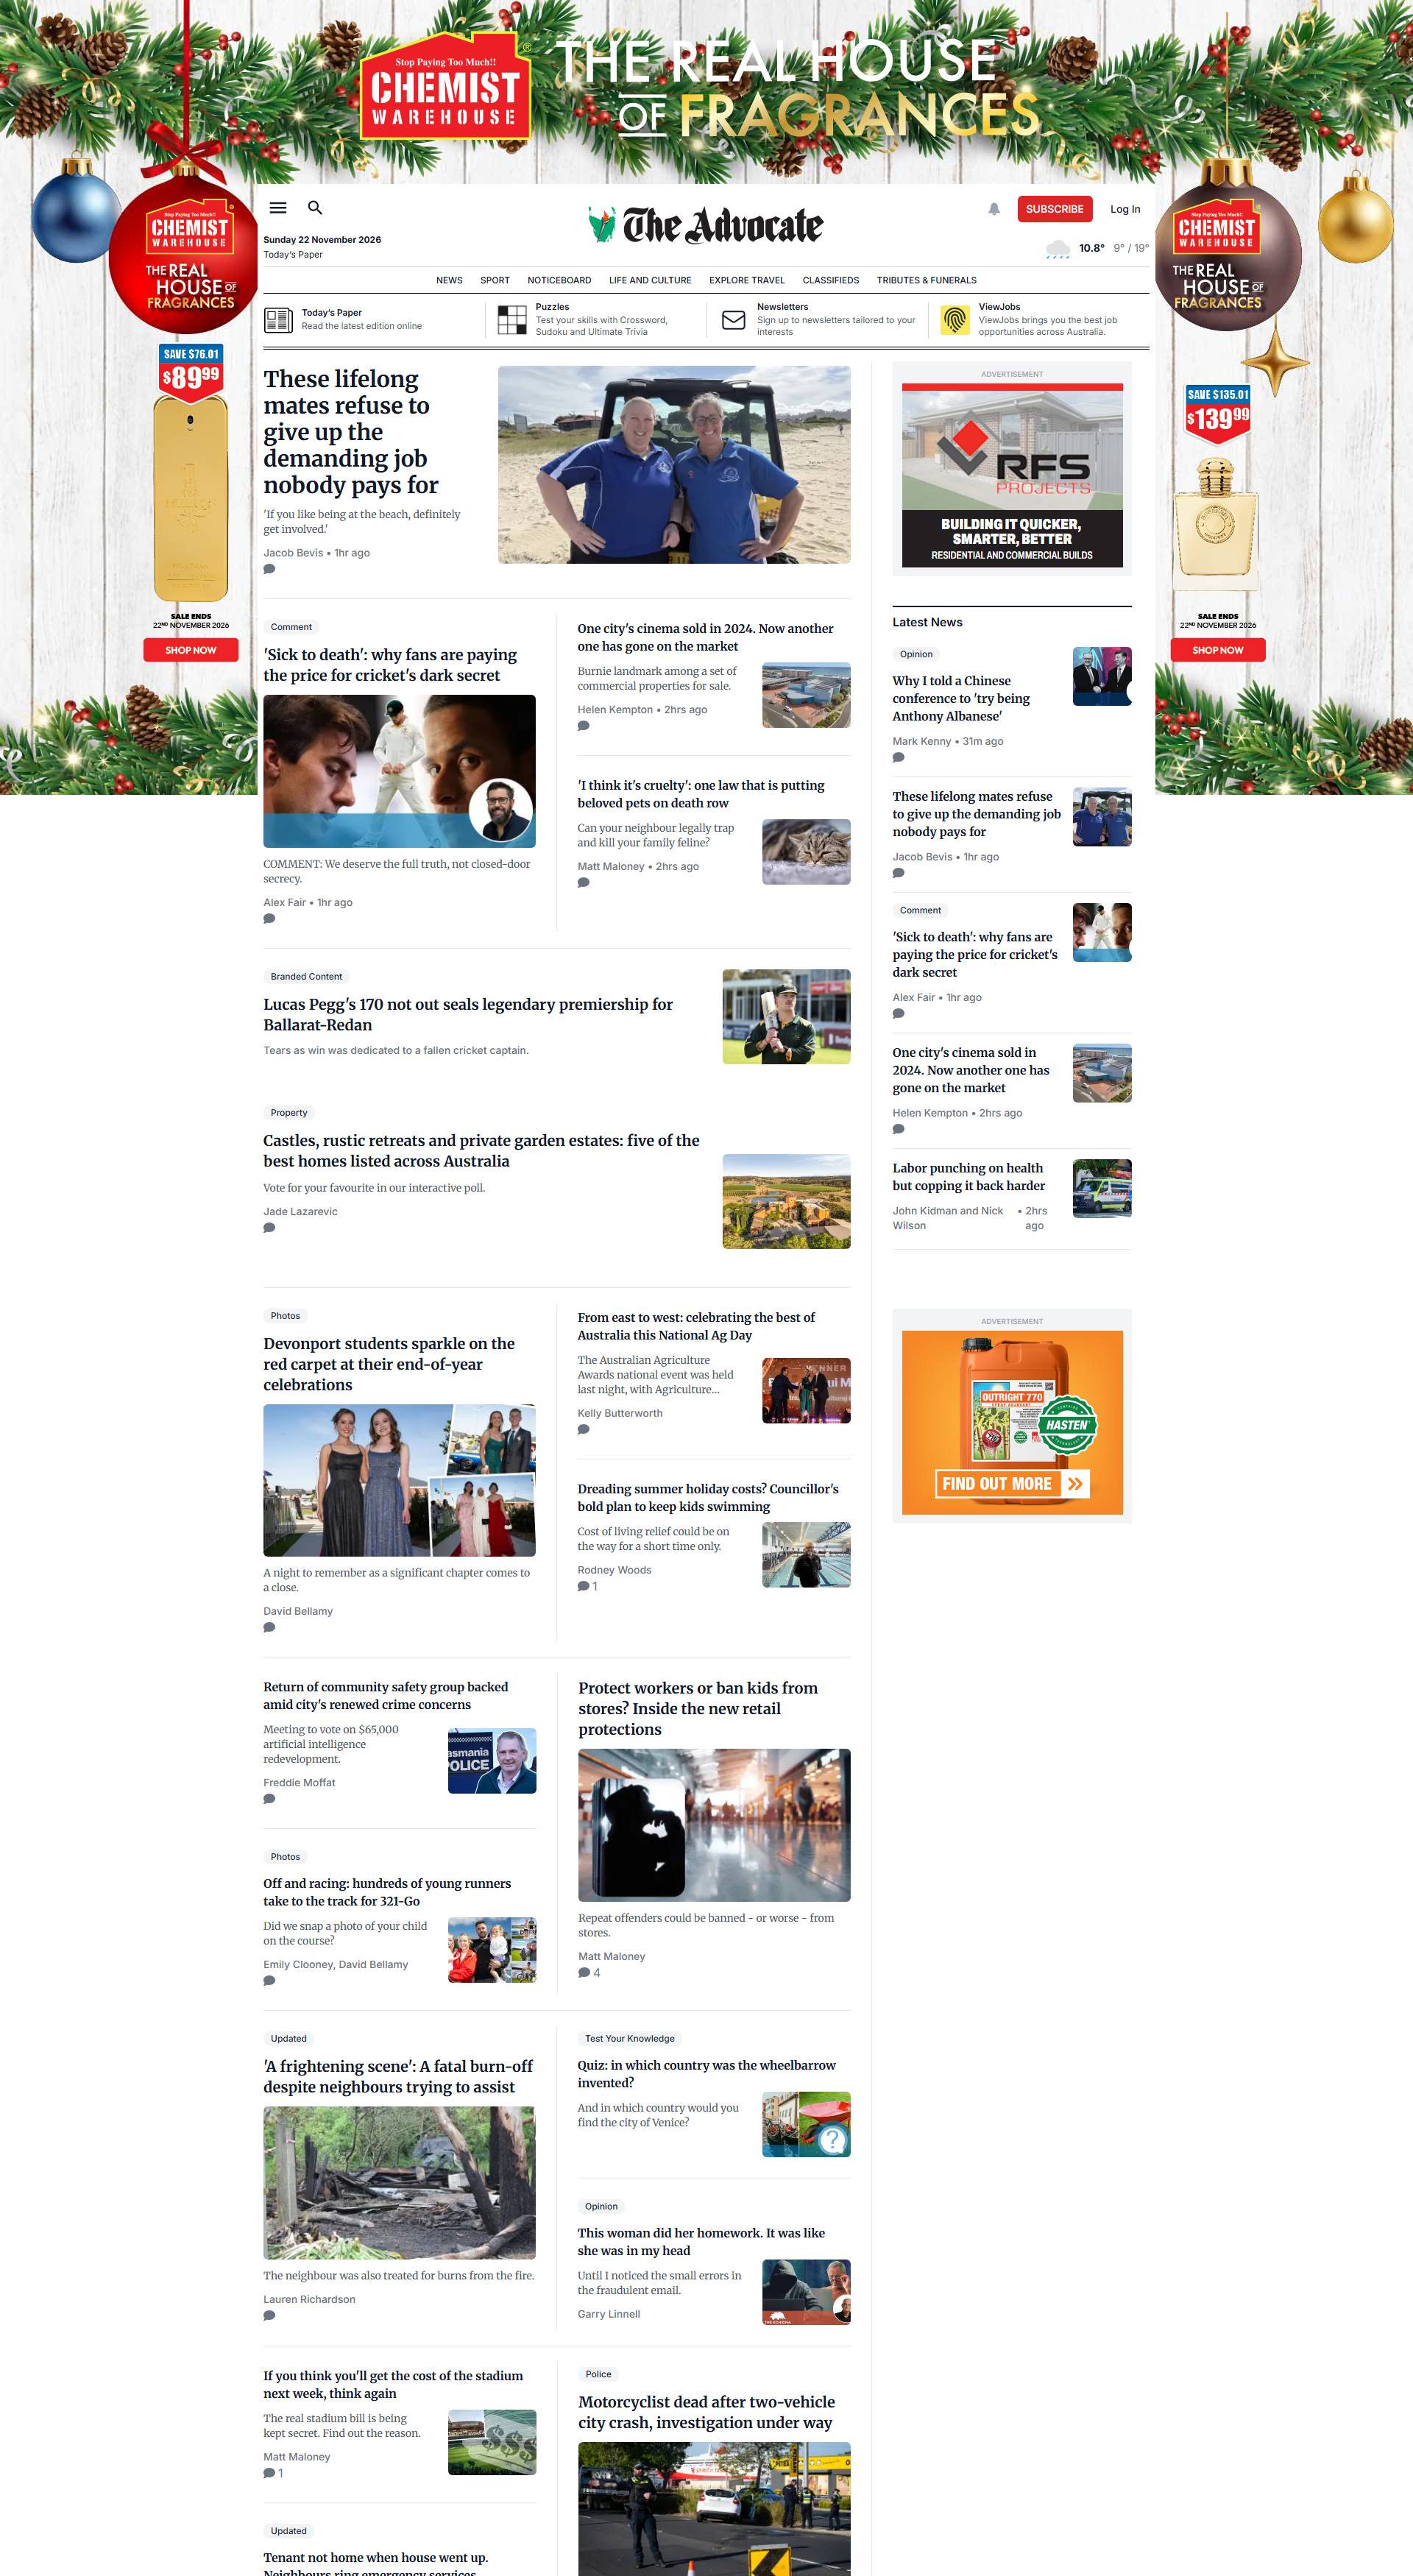 Stop Paying Too Much!!
CHEMIST
WAREHOUSE
THE REAL HOUSE
OF FRAGRANCES
Stop Paying Too Much!!
CHEMIST
WAREHOUSE
THE REAL
HOUSE OF
FRAGRANCES
SAVE $76.01
$89.99
SALE ENDS
22ND NOVEMBER 2026
SHOP NOW
Stop Paying Too Much!!
CHEMIST
WAREHOUSE
THE REAL
HOUSE OF
FRAGRANCES
SAVE $135.01
$139.99
SALE ENDS
22ND NOVEMBER 2026
SHOP NOW
The Advocate
SUBSCRIBE
Log In
Sunday 22 November 2026
Today's Paper
10.8° 9° / 19°
NEWS SPORT NOTICEBOARD LIFE AND CULTURE EXPLORE TRAVEL CLASSIFIEDS TRIBUTES & FUNERALS
Today's Paper
Read the latest edition online
Puzzles
Test your skills with Crossword,
Sudoku and Ultimate Trivia
Newsletters
Sign up to newsletters tailored to your
interests
ViewJobs
ViewJobs brings you the best job
opportunities across Australia.
These lifelong
mates refuse to
give up the
demanding job
nobody pays for
'If you like being at the beach, definitely
get involved.'
Jacob Bevis • 1hr ago
Comment
'Sick to death': why fans are paying
the price for cricket's dark secret
COMMENT: We deserve the full truth, not closed-door
secrecy.
Alex Fair • 1hr ago
One city's cinema sold in 2024. Now another
one has gone on the market
Burnie landmark among a set of
commercial properties for sale.
Helen Kempton • 2hrs ago
'I think it's cruelty': one law that is putting
beloved pets on death row
Can your neighbour legally trap
and kill your family feline?
Matt Maloney • 2hrs ago
Branded Content
Lucas Pegg's 170 not out seals legendary premiership for
Ballarat-Redan
Tears as win was dedicated to a fallen cricket captain.
Property
Castles, rustic retreats and private garden estates: five of the
best homes listed across Australia
Vote for your favourite in our interactive poll.
Jade Lazarevic
Photos
Devonport students sparkle on the
red carpet at their end-of-year
celebrations
A night to remember as a significant chapter comes to
a close.
David Bellamy
From east to west: celebrating the best of
Australia this National Ag Day
The Australian Agriculture
Awards national event was held
last night, with Agriculture...
Kelly Butterworth
Dreading summer holiday costs? Councillor's
bold plan to keep kids swimming
Cost of living relief could be on
the way for a short time only.
Rodney Woods
1
Return of community safety group backed
amid city's renewed crime concerns
Meeting to vote on $65,000
artificial intelligence
redevelopment.
Freddie Moffat
asmania
POLICE
Photos
Off and racing: hundreds of young runners
take to the track for 321-Go
Did we snap a photo of your child
on the course?
Emily Clooney, David Bellamy
Protect workers or ban kids from
stores? Inside the new retail
protections
Repeat offenders could be banned - or worse - from
stores.
Matt Maloney
4
Updated
'A frightening scene': A fatal burn-off
despite neighbours trying to assist
The neighbour was also treated for burns from the fire.
Lauren Richardson
Test Your Knowledge
Quiz: in which country was the wheelbarrow
invented?
And in which country would you
find the city of Venice?
Opinion
This woman did her homework. It was like
she was in my head
Until I noticed the small errors in
the fraudulent email.
Garry Linnell
If you think you'll get the cost of the stadium
next week, think again
The real stadium bill is being
kept secret. Find out the reason.
Matt Maloney
1
Updated
Tenant not home when house went up.
Neighbours ring emergency services
Police
Motorcyclist dead after two-vehicle
city crash, investigation under way
ADVERTISEMENT
RFS
PROJECTS
BUILDING IT QUICKER,
SMARTER, BETTER
RESIDENTIAL AND COMMERCIAL BUILDS
Latest News
Opinion
Why I told a Chinese
conference to 'try being
Anthony Albanese'
Mark Kenny • 31m ago
These lifelong mates refuse
to give up the demanding job
nobody pays for
Jacob Bevis • 1hr ago
Comment
'Sick to death': why fans are
paying the price for cricket's
dark secret
Alex Fair • 1hr ago
One city's cinema sold in
2024. Now another one has
gone on the market
Helen Kempton • 2hrs ago
Labor punching on health
but copping it back harder
John Kidman and Nick
Wilson
• 2hrs
ago
ADVERTISEMENT
OUTRIGHT 770
HASTEN
FIND OUT MORE